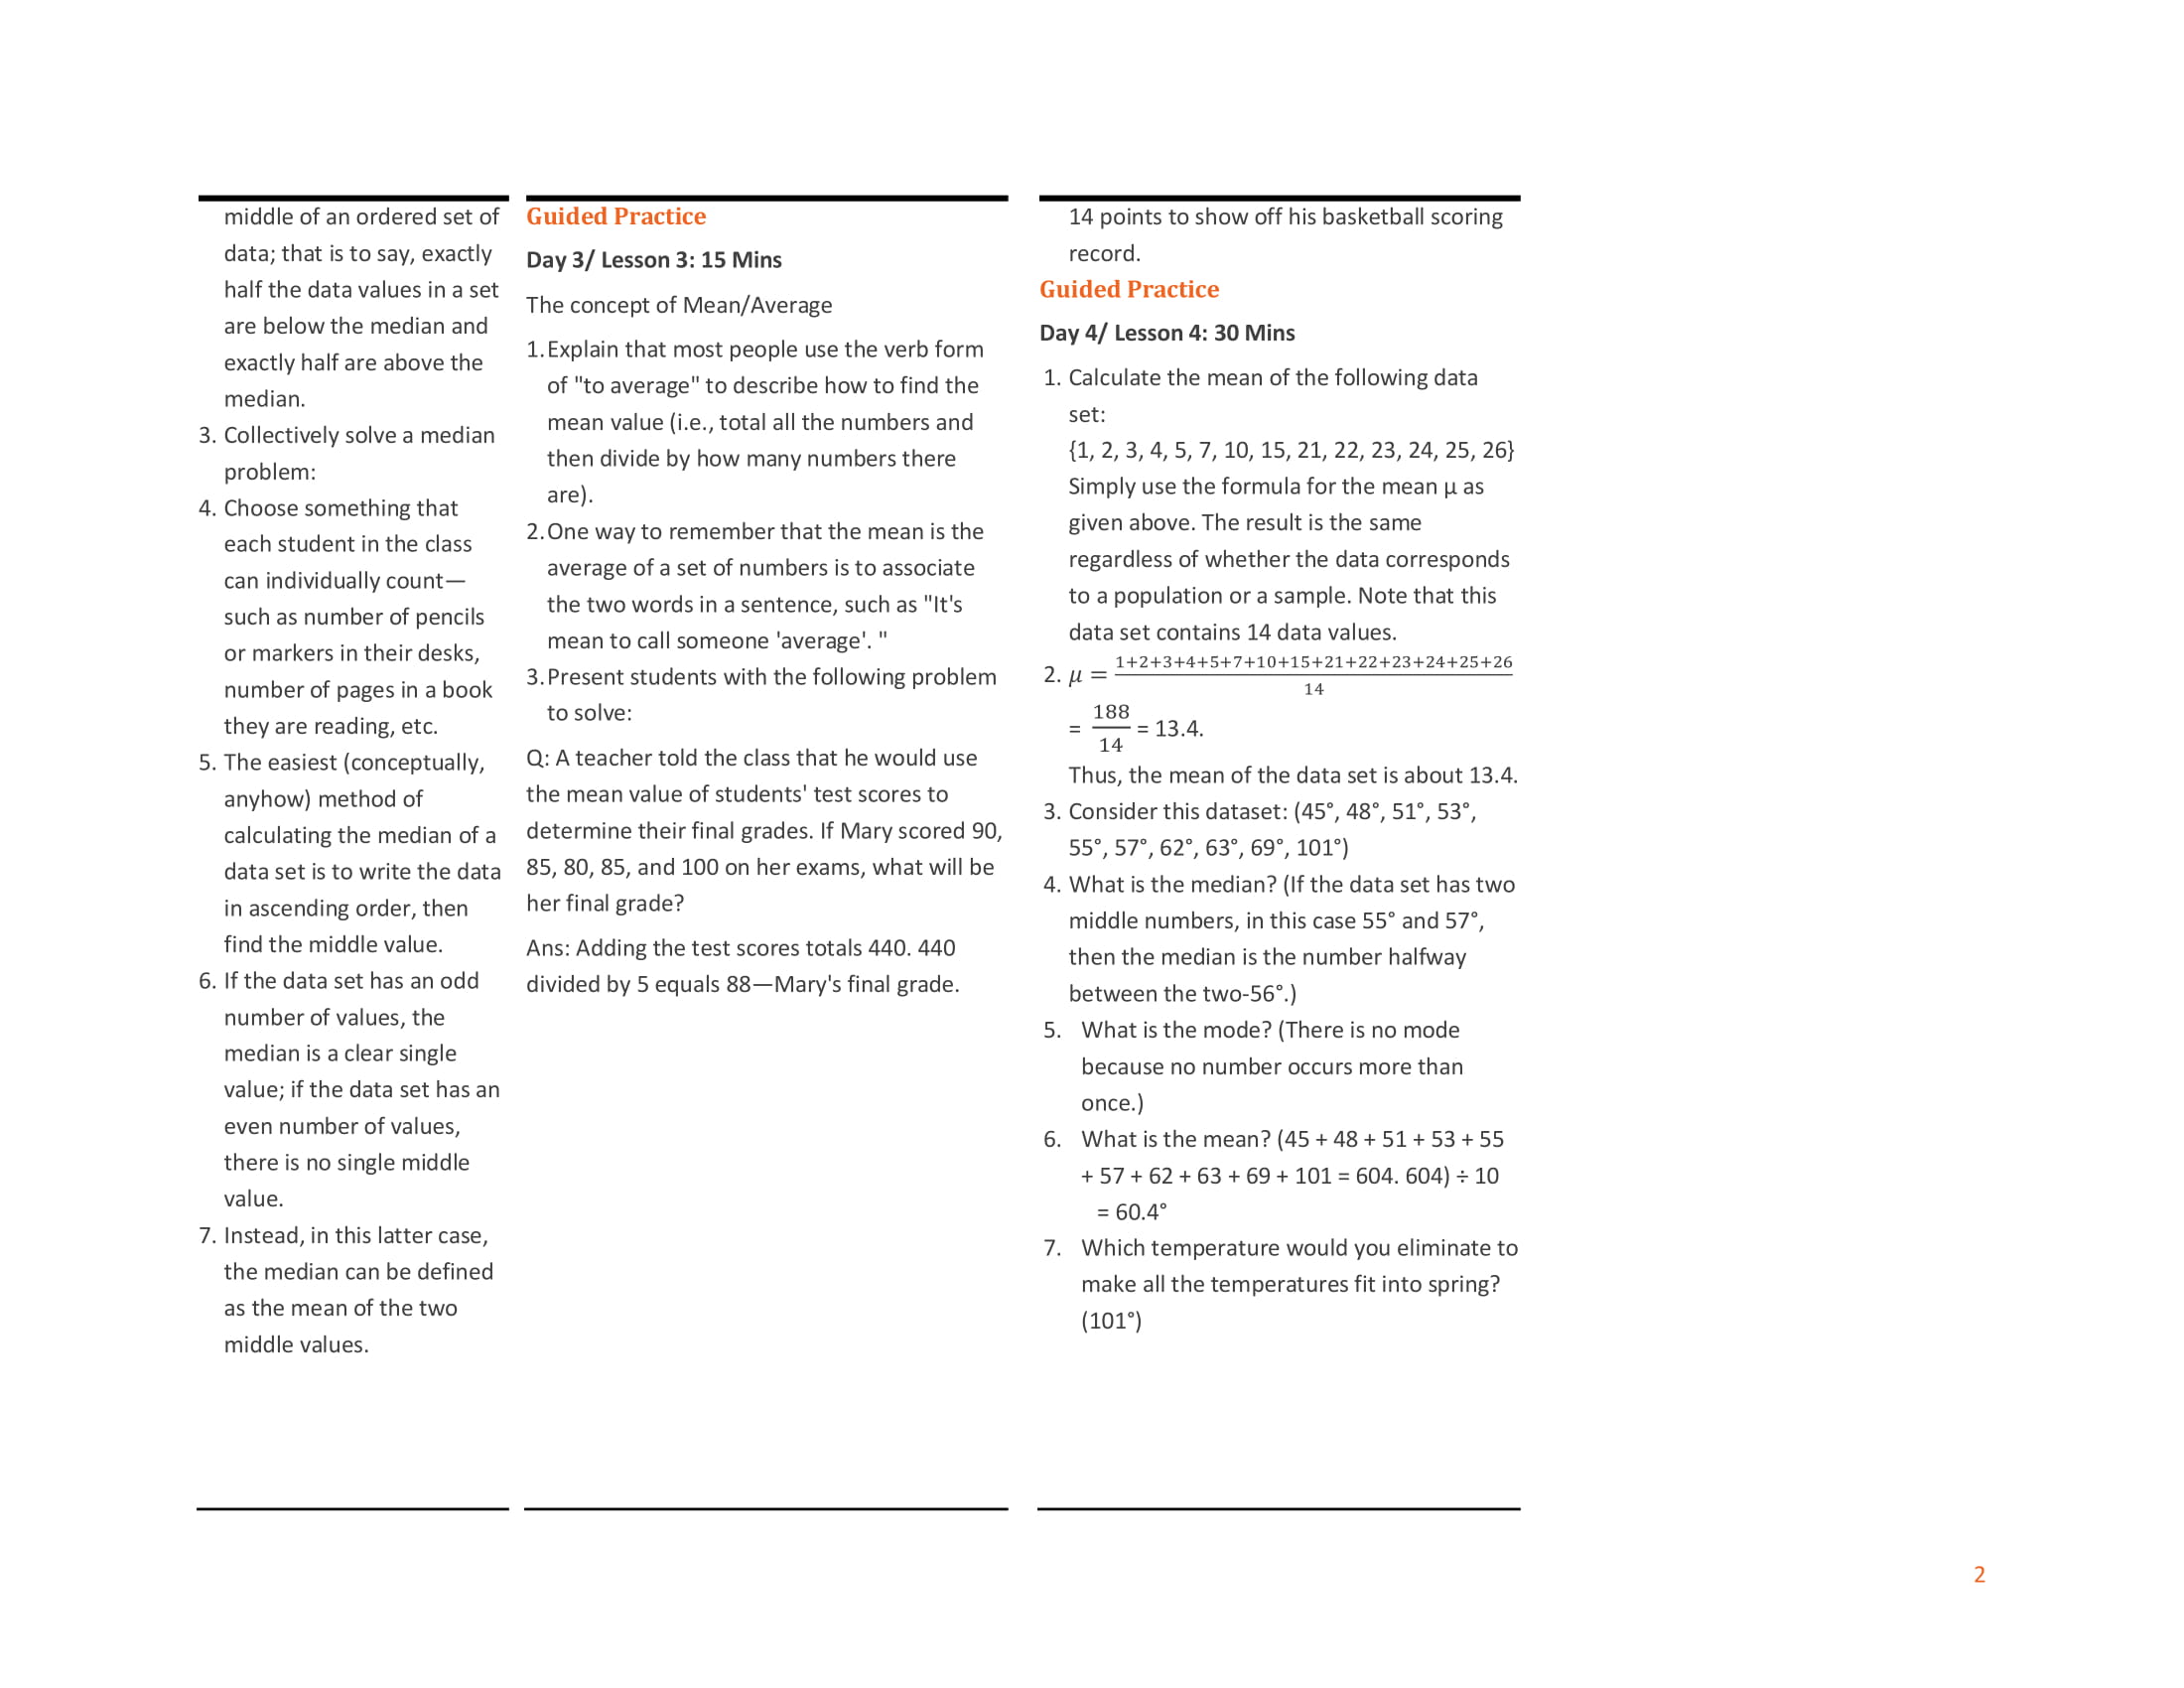 middle of an ordered set of
data; that is to say, exactly
half the data values in a set
are below the median and
exactly half are above the
median.
3. Collectively solve a median
problem:
4. Choose something that
each student in the class
can individually count—
such as number of pencils
or markers in their desks,
number of pages in a book
they are reading, etc.
5. The easiest (conceptually,
anyhow) method of
calculating the median of a
data set is to write the data
in ascending order, then
find the middle value.
6. If the data set has an odd
number of values, the
median is a clear single
value; if the data set has an
even number of values,
there is no single middle
value.
7. Instead, in this latter case,
the median can be defined
as the mean of the two
middle values.
Guided Practice
Day 3/ Lesson 3: 15 Mins
The concept of Mean/Average
1. Explain that most people use the verb form
of "to average" to describe how to find the
mean value (i.e., total all the numbers and
then divide by how many numbers there
are).
2. One way to remember that the mean is the
average of a set of numbers is to associate
the two words in a sentence, such as "It's
mean to call someone 'average'. "
3. Present students with the following problem
to solve:
Q: A teacher told the class that he would use
the mean value of students' test scores to
determine their final grades. If Mary scored 90,
85, 80, 85, and 100 on her exams, what will be
her final grade?
Ans: Adding the test scores totals 440. 440
divided by 5 equals 88—Mary's final grade.
14 points to show off his basketball scoring
record.
Guided Practice
Day 4/ Lesson 4: 30 Mins
1. Calculate the mean of the following data
set:
{1, 2, 3, 4, 5, 7, 10, 15, 21, 22, 23, 24, 25, 26}
Simply use the formula for the mean μ as
given above. The result is the same
regardless of whether the data corresponds
to a population or a sample. Note that this
data set contains 14 data values.
2. μ = 1+2+3+4+5+7+10+15+21+22+23+24+25+26
14
= 188
14 = 13.4.
Thus, the mean of the data set is about 13.4.
3. Consider this dataset: (45°, 48°, 51°, 53°,
55°, 57°, 62°, 63°, 69°, 101°)
4. What is the median? (If the data set has two
middle numbers, in this case 55° and 57°,
then the median is the number halfway
between the two-56°.)
5. What is the mode? (There is no mode
because no number occurs more than
once.)
6. What is the mean? (45 + 48 + 51 + 53 + 55
+ 57 + 62 + 63 + 69 + 101 = 604. 604) ÷ 10
= 60.4°
7. Which temperature would you eliminate to
make all the temperatures fit into spring?
(101°)
2